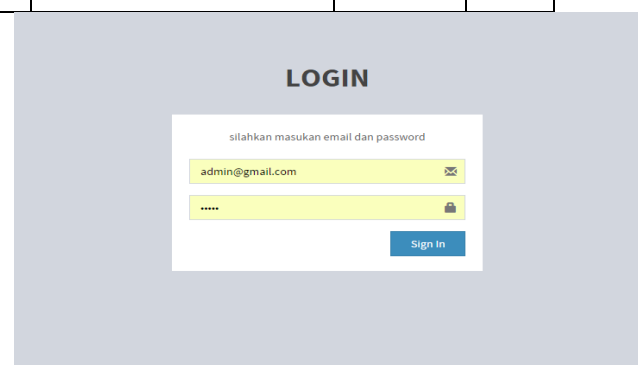 LOGIN
silahkan masukan email dan password
admin@gmail.com
•••••
Sign In